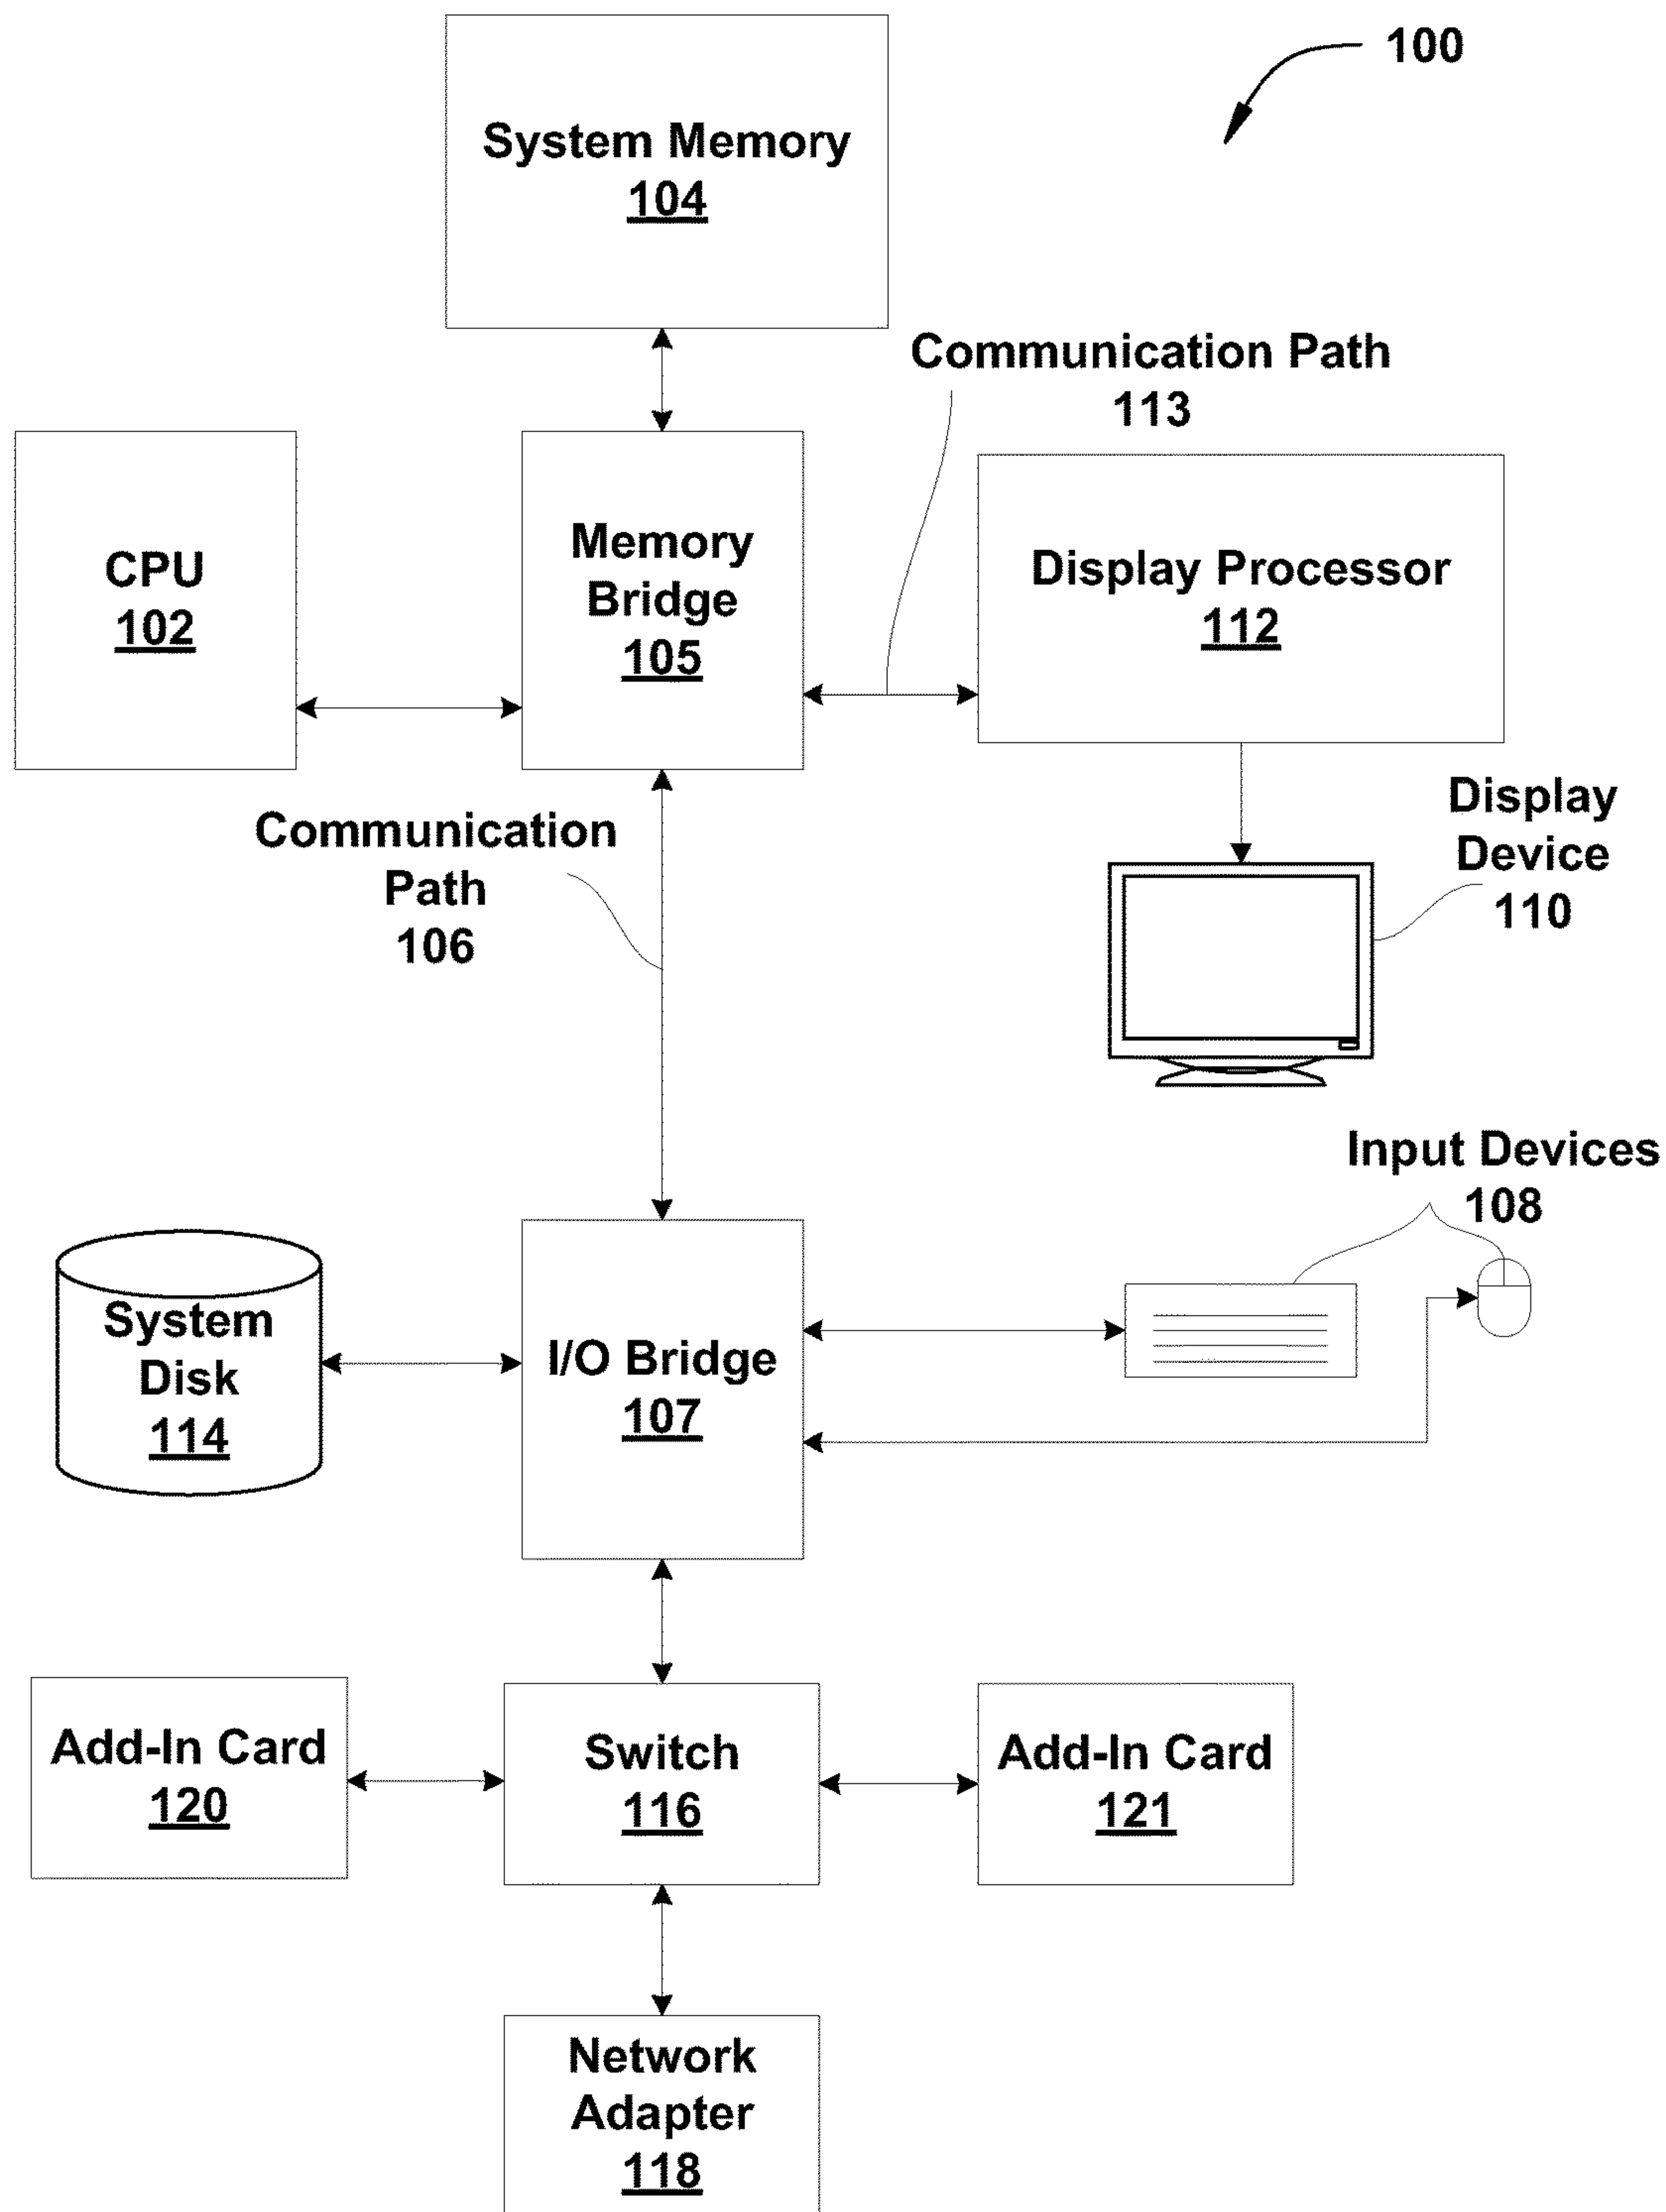 100
System Memory
104
Communication Path
113
CPU
102
Memory
Bridge
105
Display Processor
112
Communication
Path
106
Display
Device
110
Input Devices
108
System
Disk
114
I/O Bridge
107
Add-In Card
120
Switch
116
Add-In Card
121
Network
Adapter
118